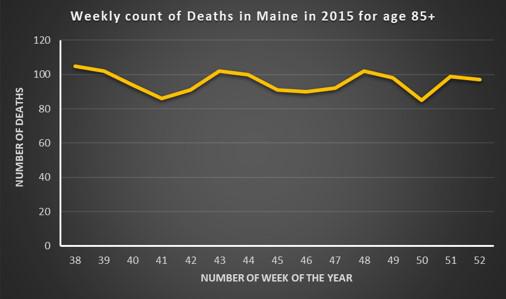 Weekly count of Deaths in Maine in 2015 for age 85+
120
100
80
60
40
20
0
NUMBER OF DEATHS
38 39 40 41 42 43 44 45 46 47 48 49 50 51 52
NUMBER OF WEEK OF THE YEAR